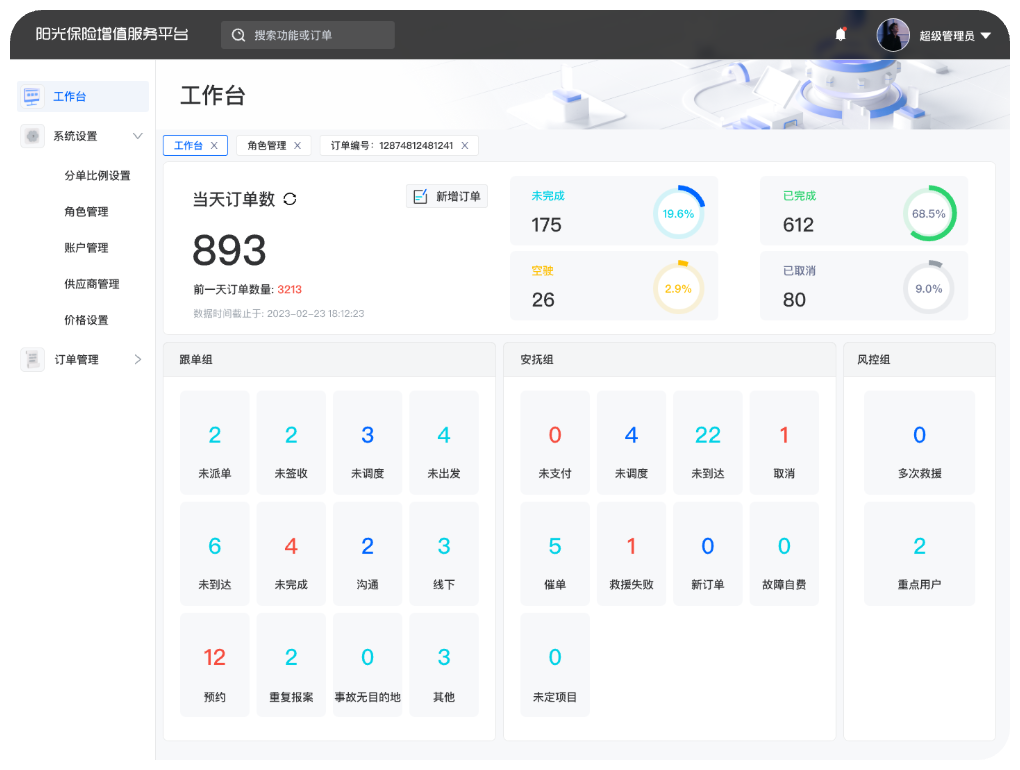 阳光保险增值服务平台
搜索功能或订单
超级管理员
工作台
系统设置
分单比例设置
角色管理
账户管理
供应商管理
价格设置
订单管理
工作台
工作台 X
角色管理 X
订单编号：12874812481241 X
当天订单数
新增订单
893
前一天订单数量: 3213
数据时间截止于: 2023-02-23 18:12:23
未完成
175
19.6%
已完成
612
68.5%
空驶
26
2.9%
已取消
80
9.0%
跟单组
2
未派单
2
未签收
3
未调度
4
未出发
6
未到达
4
未完成
2
沟通
3
线下
12
预约
2
重复报案
0
事故无目的地
3
其他
安抚组
0
未支付
4
未调度
22
未到达
1
取消
5
催单
1
救援失败
0
新订单
0
故障自费
0
未定项目
风控组
0
多次救援
2
重点用户